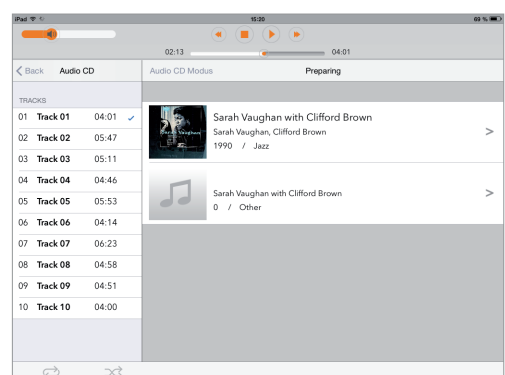 iPad 15:20 69 %
02:13 04:01
Back Audio CD
Audio CD Modus Preparing
TRACKS
01 Track 01 04:01
02 Track 02 05:47
03 Track 03 05:11
04 Track 04 04:46
05 Track 05 05:53
06 Track 06 04:14
07 Track 07 06:23
08 Track 08 04:58
09 Track 09 04:51
10 Track 10 04:00
Sarah Vaughan
Sarah Vaughan with Clifford Brown
Sarah Vaughan, Clifford Brown
1990 / Jazz
>
Sarah Vaughan with Clifford Brown
0 / Other
>